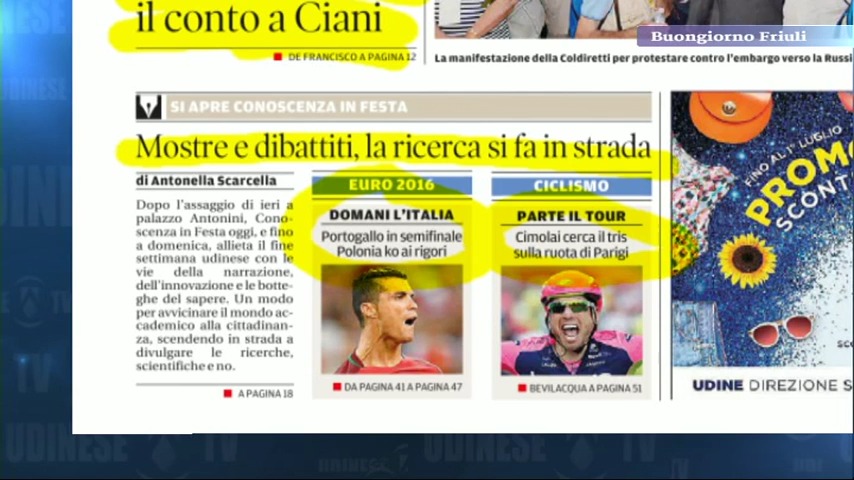 il conto a Ciani
DE FRANCISCO A PAGINA 12
Buongiorno Friuli
La manifestazione della Coldiretti per protestare contro l'embargo verso la Russi
SI APRE CONOSCENZA IN FESTA
Mostre e dibattiti, la ricerca si fa in strada
di Antonella Scarcella
Dopo l'assaggio di ieri a
palazzo Antonini, Cono-
scenza in Festa oggi, e fino
a domenica, allieta il fine
settimana udinese con le
vie della narrazione,
dell'innovazione e le botte-
ghe del sapere. Un modo
per avvicinare il mondo ac-
cademico alla cittadinan-
za, scendendo in strada a
divulgare le ricerche,
scientifiche e no.
A PAGINA 18
EURO 2016
DOMANI L'ITALIA
Portogallo in semifinale
Polonia ko ai rigori
DA PAGINA 41 A PAGINA 47
CICLISMO
PARTE IL TOUR
Cimolai cerca il tris
sulla ruota di Parigi
BEVILACQUA A PAGINA 51
FINO AL 1° LUGLIO
PROMO
SCONT
UDINE DIREZIONE S
UDINESE TV